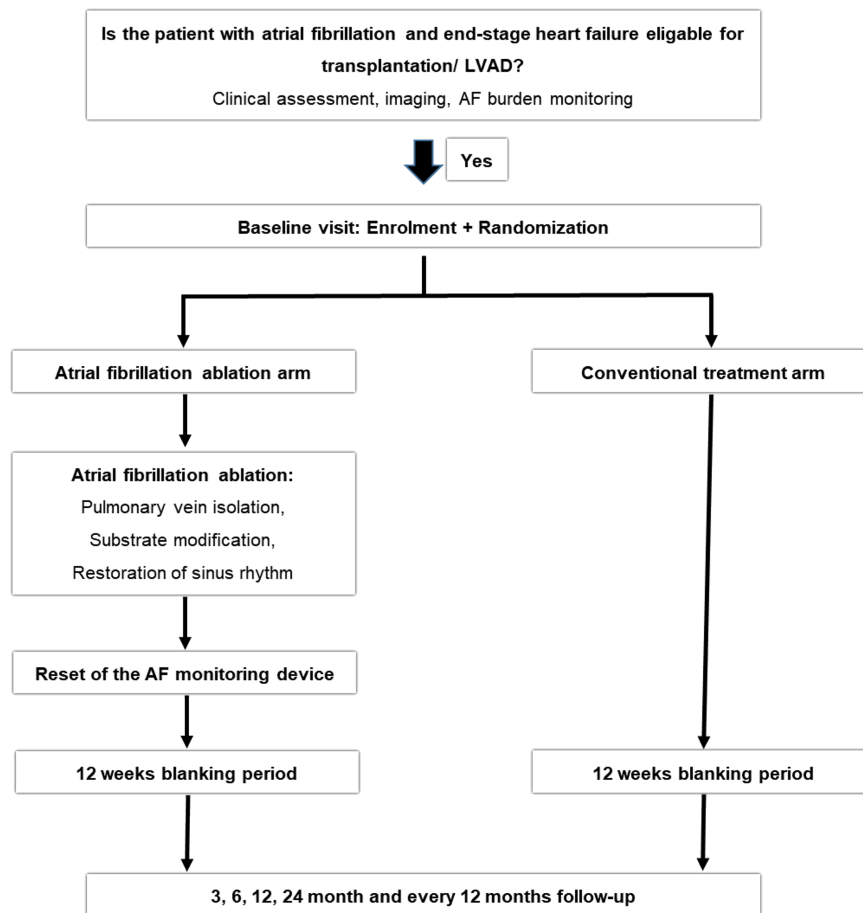 Is the patient with atrial fibrillation and end-stage heart failure eligable for
transplantation/ LVAD?
Clinical assessment, imaging, AF burden monitoring
Yes
Baseline visit: Enrolment + Randomization
Atrial fibrillation ablation arm
Conventional treatment arm
Atrial fibrillation ablation:
Pulmonary vein isolation,
Substrate modification,
Restoration of sinus rhythm
Reset of the AF monitoring device
12 weeks blanking period
12 weeks blanking period
3, 6, 12, 24 month and every 12 months follow-up